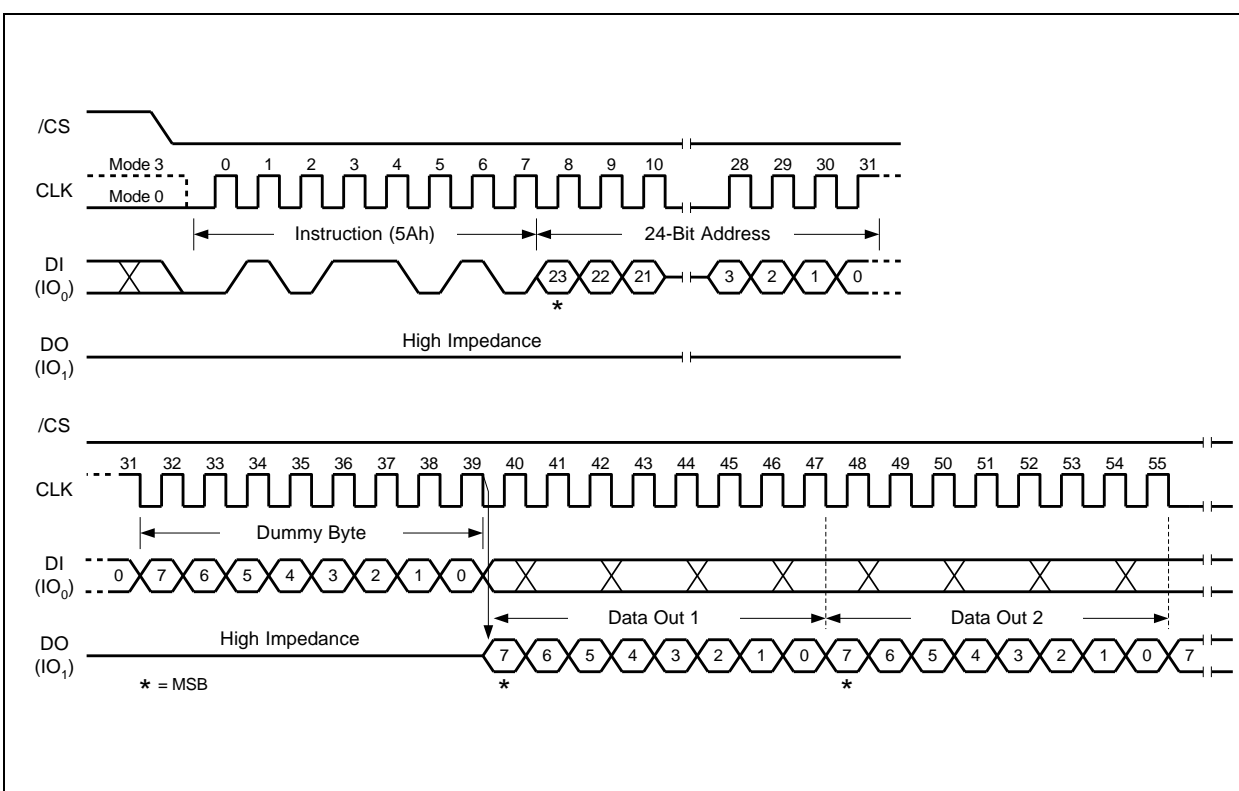 /CS
Mode 3 0 1 2 3 4 5 6 7 8 9 10 28 29 30 31
CLK
Mode 0
Instruction (5Ah) 24-Bit Address
DI
(IO0) 23 22 21 3 2 1 0
*
DO
(IO1) High Impedance
/CS
31 32 33 34 35 36 37 38 39 40 41 42 43 44 45 46 47 48 49 50 51 52 53 54 55
CLK
Dummy Byte
DI
(IO0) 0 7 6 5 4 3 2 1 0
Data Out 1 Data Out 2
DO
(IO1) High Impedance 7 6 5 4 3 2 1 0 7 6 5 4 3 2 1 0 7
* = MSB * *